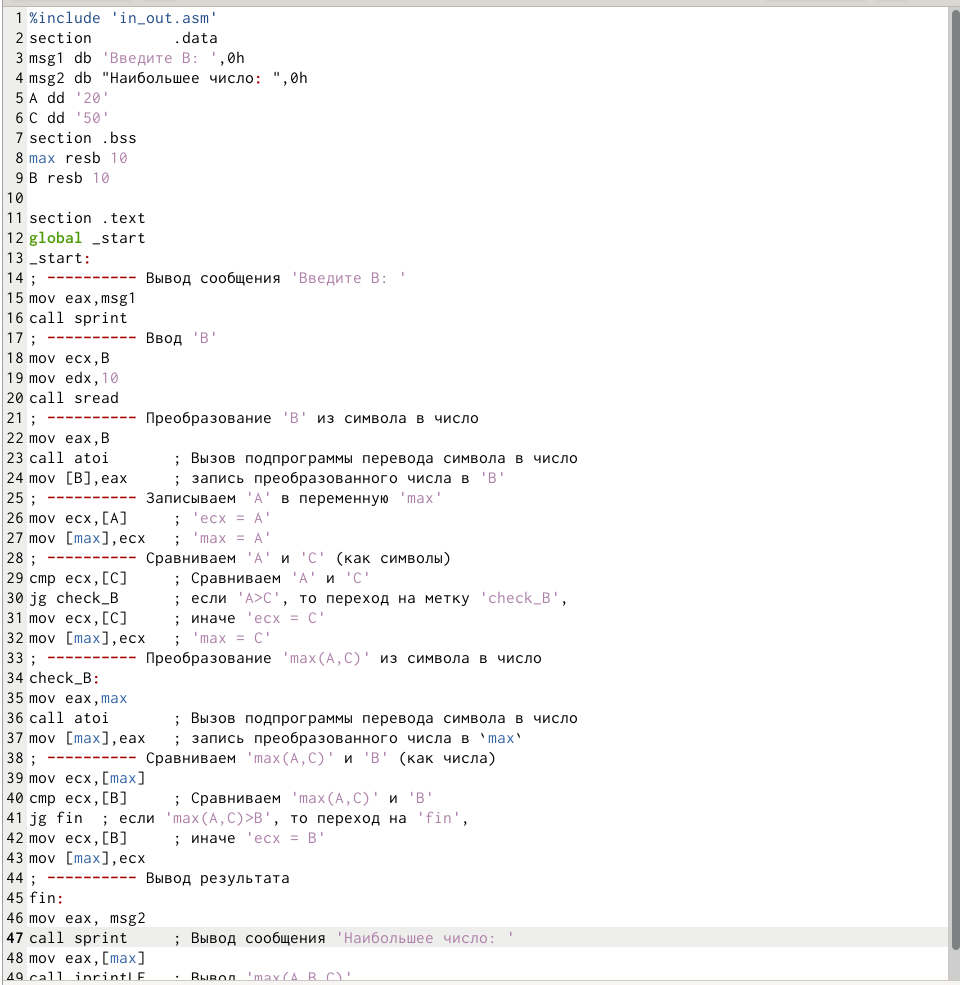 1 %include 'in_out.asm'
2 section         .data
3 msg1 db 'Введите B: ',0h
4 msg2 db "Наибольшее число: ",0h
5 A dd '20'
6 C dd '50'
7 section .bss
8 max resb 10
9 B resb 10
10
11 section .text
12 global _start
13 _start:
14 ; ---------- Вывод сообщения 'Введите B: '
15 mov eax,msg1
16 call sprint
17 ; ---------- Ввод 'B'
18 mov ecx,B
19 mov edx,10
20 call sread
21 ; ---------- Преобразование 'B' из символа в число
22 mov eax,B
23 call atoi       ; Вызов подпрограммы перевода символа в число
24 mov [B],eax     ; запись преобразованного числа в 'B'
25 ; ---------- Записываем 'A' в переменную 'max'
26 mov ecx,[A]     ; 'ecx = A'
27 mov [max],ecx   ; 'max = A'
28 ; ---------- Сравниваем 'A' и 'C' (как символы)
29 cmp ecx,[C]     ; Сравниваем 'A' и 'C'
30 jg check_B      ; если 'A>C', то переход на метку 'check_B',
31 mov ecx,[C]     ; иначе 'ecx = C'
32 mov [max],ecx   ; 'max = C'
33 ; ---------- Преобразование 'max(A,C)' из символа в число
34 check_B:
35 mov eax,max
36 call atoi       ; Вызов подпрограммы перевода символа в число
37 mov [max],eax   ; запись преобразованного числа в `max`
38 ; ---------- Сравниваем 'max(A,C)' и 'B' (как числа)
39 mov ecx,[max]
40 cmp ecx,[B]     ; Сравниваем 'max(A,C)' и 'B'
41 jg fin  ; если 'max(A,C)>B', то переход на 'fin',
42 mov ecx,[B]     ; иначе 'ecx = B'
43 mov [max],ecx
44 ; ---------- Вывод результата
45 fin:
46 mov eax, msg2
47 call sprint     ; Вывод сообщения 'Наибольшее число: '
48 mov eax,[max]
49 call iprintLF   ; Вывод 'max(A,B,C)'